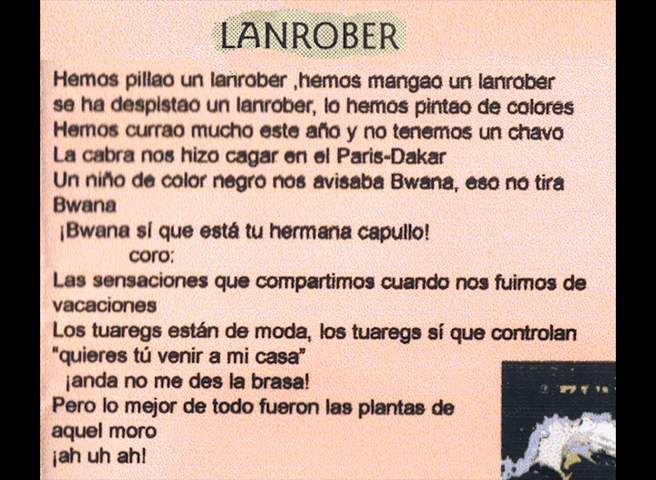 LANROBER
Hemos pillao un lanrober ,hemos mangao un lanrober
se ha despistao un lanrober, lo hemos pintao de colores
Hemos currao mucho este año y no tenemos un chavo
La cabra nos hizo cagar en el Paris-Dakar
Un niño de color negro nos avisaba Bwana, eso no tira
Bwana
¡Bwana sí que está tu hermana capullo!
coro:
Las sensaciones que compartimos cuando nos fuimos de
vacaciones
Los tuaregs están de moda, los tuaregs sí que controlan
"quieres tú venir a mi casa"
¡anda no me des la brasa!
Pero lo mejor de todo fueron las plantas de
aquel moro
¡ah uh ah!